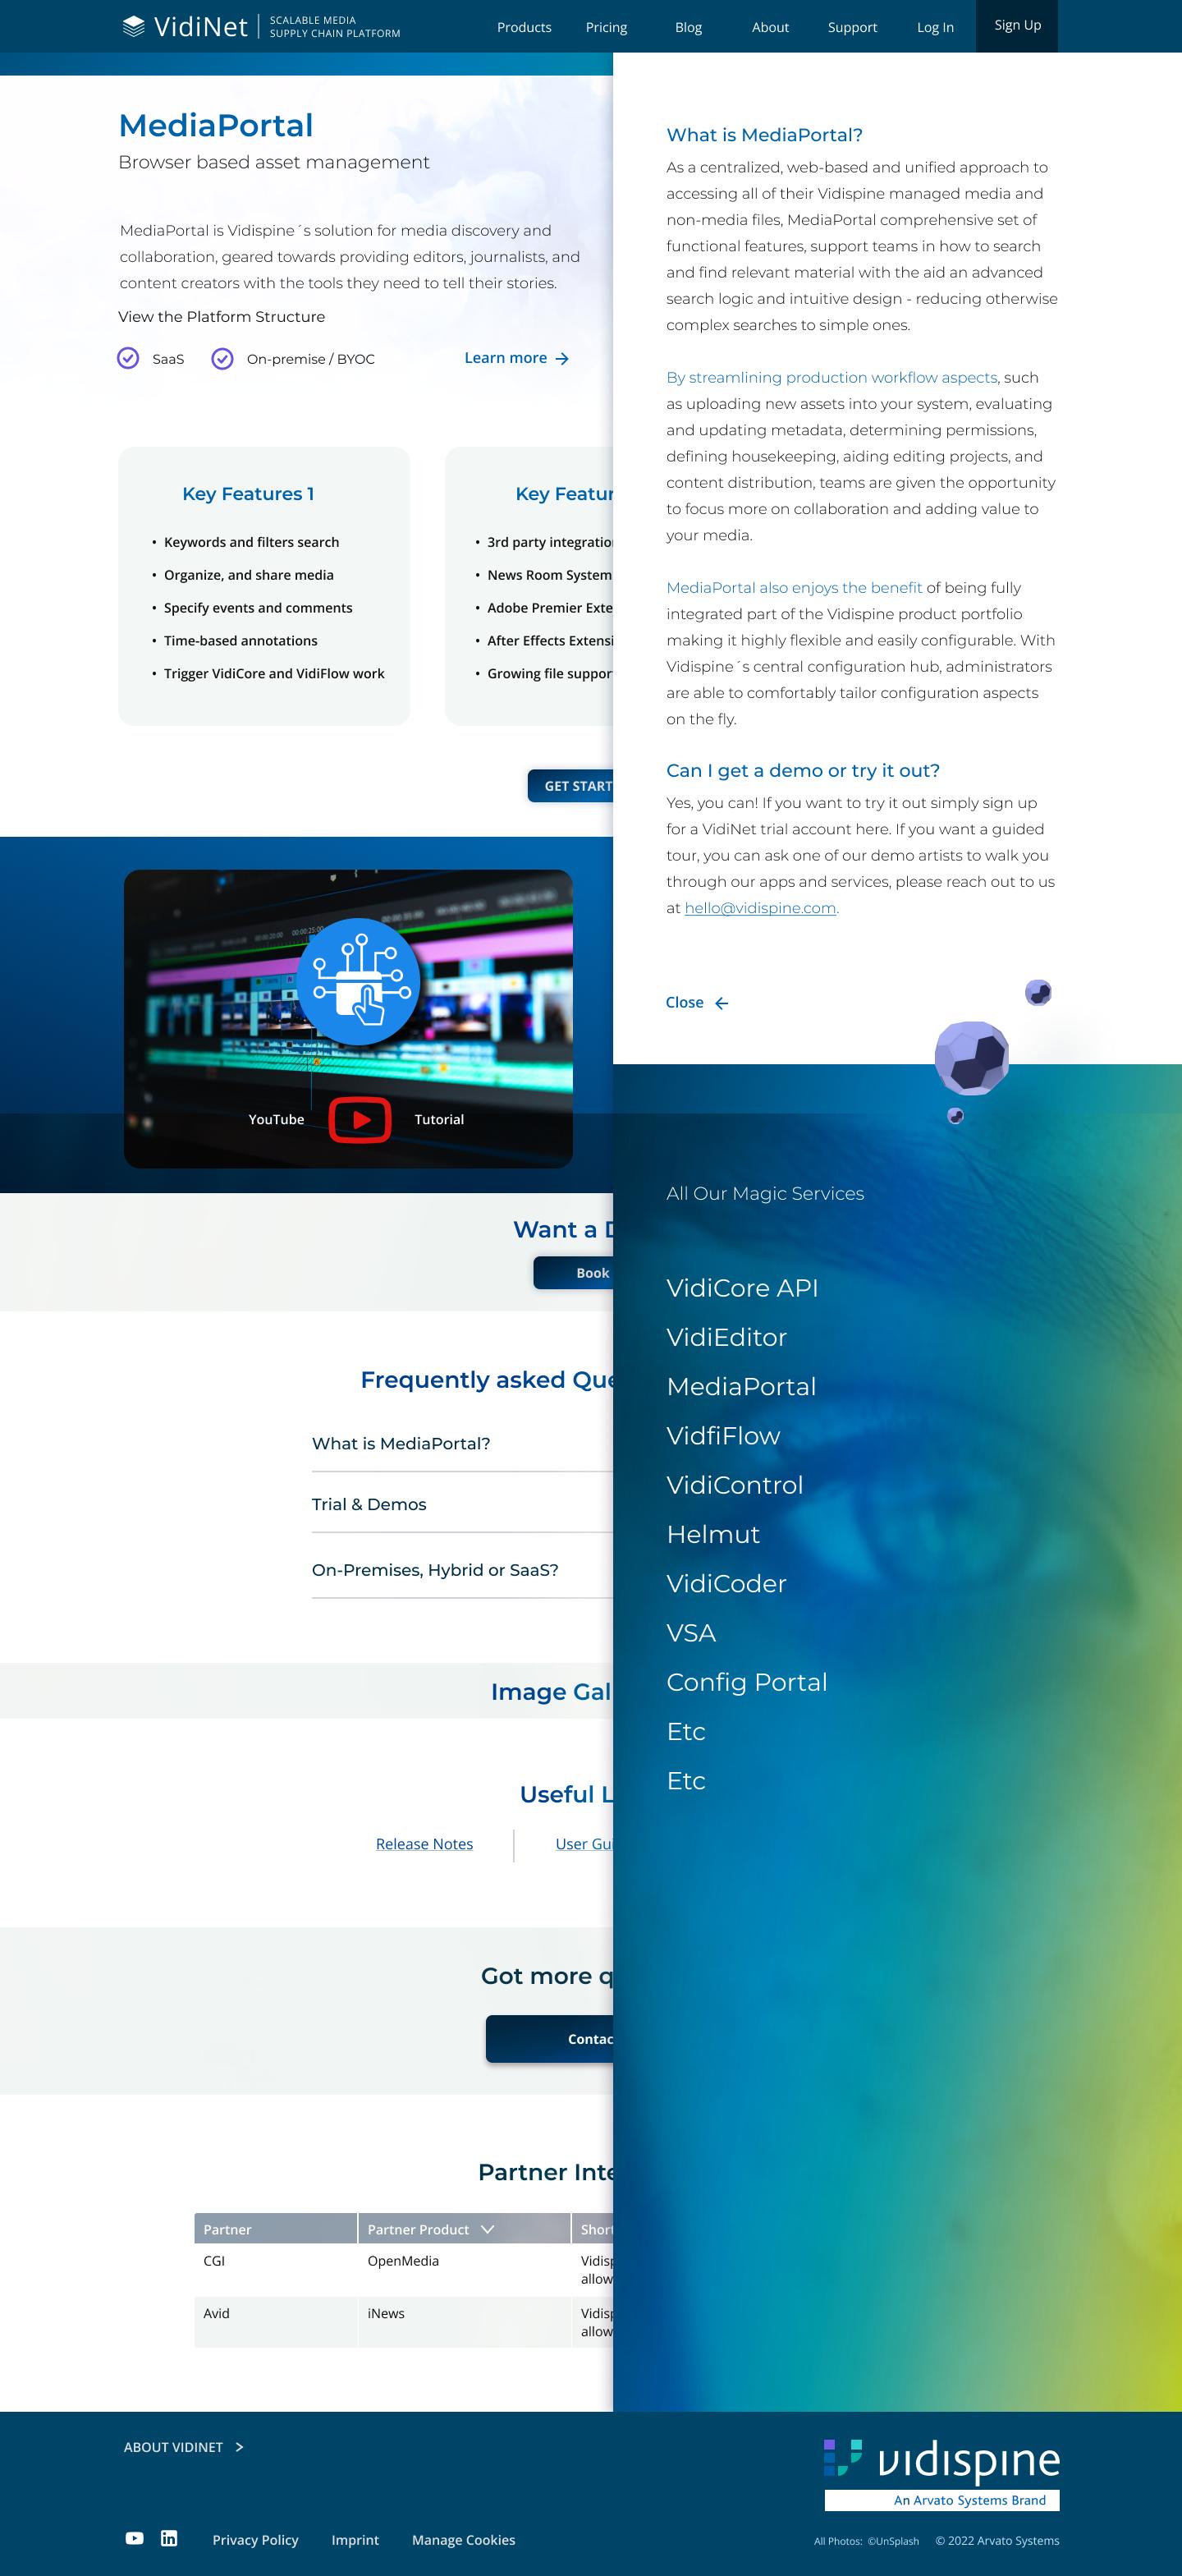 VidiNet
SCALABLE MEDIA
SUPPLY CHAIN PLATFORM
Products
Pricing
Blog
About
Support
Log In
Sign Up
MediaPortal
Browser based asset management
MediaPortal is Vidispine´s solution for media discovery and
collaboration, geared towards providing editors, journalists, and
content creators with the tools they need to tell their stories.
View the Platform Structure
SaaS
On-premise / BYOC
Learn more
Key Features 1
• Keywords and filters search
• Organize, and share media
• Specify events and comments
• Time-based annotations
• Trigger VidiCore and VidiFlow work
Key Featur
• 3rd party integratio
• News Room System
• Adobe Premier Exte
• After Effects Extensi
• Growing file suppor
GET START
YouTube
Tutorial
Want a D
Book
Frequently asked Que
What is MediaPortal?
Trial & Demos
On-Premises, Hybrid or SaaS?
Image Gal
Useful L
Release Notes
User Gui
Got more q
Contac
Partner Inte
Partner
Partner Product
Short
CGI
OpenMedia
Vidisp
allow
Avid
iNews
Vidisp
allow
What is MediaPortal?
As a centralized, web-based and unified approach to
accessing all of their Vidispine managed media and
non-media files, MediaPortal comprehensive set of
functional features, support teams in how to search
and find relevant material with the aid an advanced
search logic and intuitive design - reducing otherwise
complex searches to simple ones.
By streamlining production workflow aspects, such
as uploading new assets into your system, evaluating
and updating metadata, determining permissions,
defining housekeeping, aiding editing projects, and
content distribution, teams are given the opportunity
to focus more on collaboration and adding value to
your media.
MediaPortal also enjoys the benefit of being fully
integrated part of the Vidispine product portfolio
making it highly flexible and easily configurable. With
Vidispine´s central configuration hub, administrators
are able to comfortably tailor configuration aspects
on the fly.
Can I get a demo or try it out?
Yes, you can! If you want to try it out simply sign up
for a VidiNet trial account here. If you want a guided
tour, you can ask one of our demo artists to walk you
through our apps and services, please reach out to us
at hello@vidispine.com.
Close
All Our Magic Services
VidiCore API
VidiEditor
MediaPortal
VidfiFlow
VidiControl
Helmut
VidiCoder
VSA
Config Portal
Etc
Etc
ABOUT VIDINET >
vidispine
An Arvato Systems Brand
Privacy Policy
Imprint
Manage Cookies
All Photos: ©UnSplash
© 2022 Arvato Systems